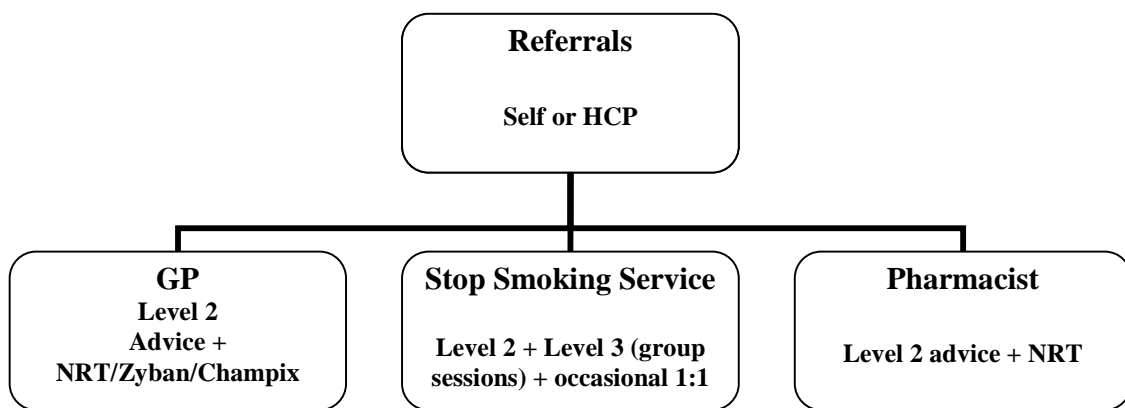 Referrals
Self or HCP
GP
Level 2
Advice +
NRT/Zyban/Champix
Stop Smoking Service
Level 2 + Level 3 (group
sessions) + occasional 1:1
Pharmacist
Level 2 advice + NRT